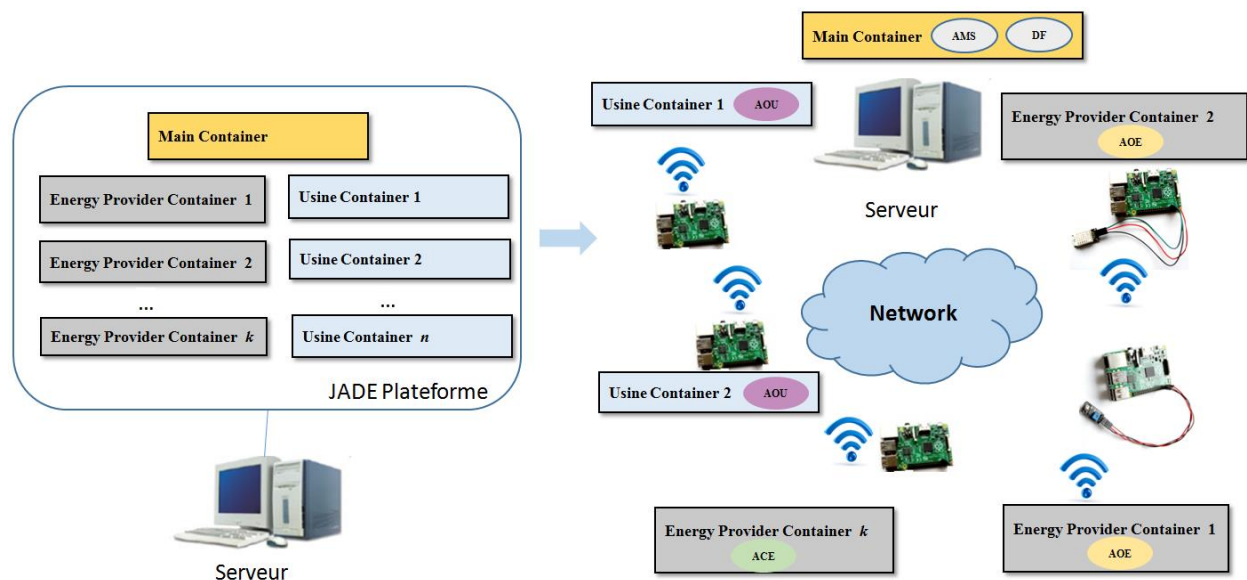 Main Container
Energy Provider Container 1
Usine Container 1
Energy Provider Container 2
Usine Container 2
...
...
Energy Provider Container k
Usine Container n
JADE Plateforme
Serveur
Main Container
AMS
DF
Usine Container 1
AOU
Energy Provider Container 2
AOE
Serveur
Network
Usine Container 2
AOU
Energy Provider Container k
ACE
Energy Provider Container 1
AOE